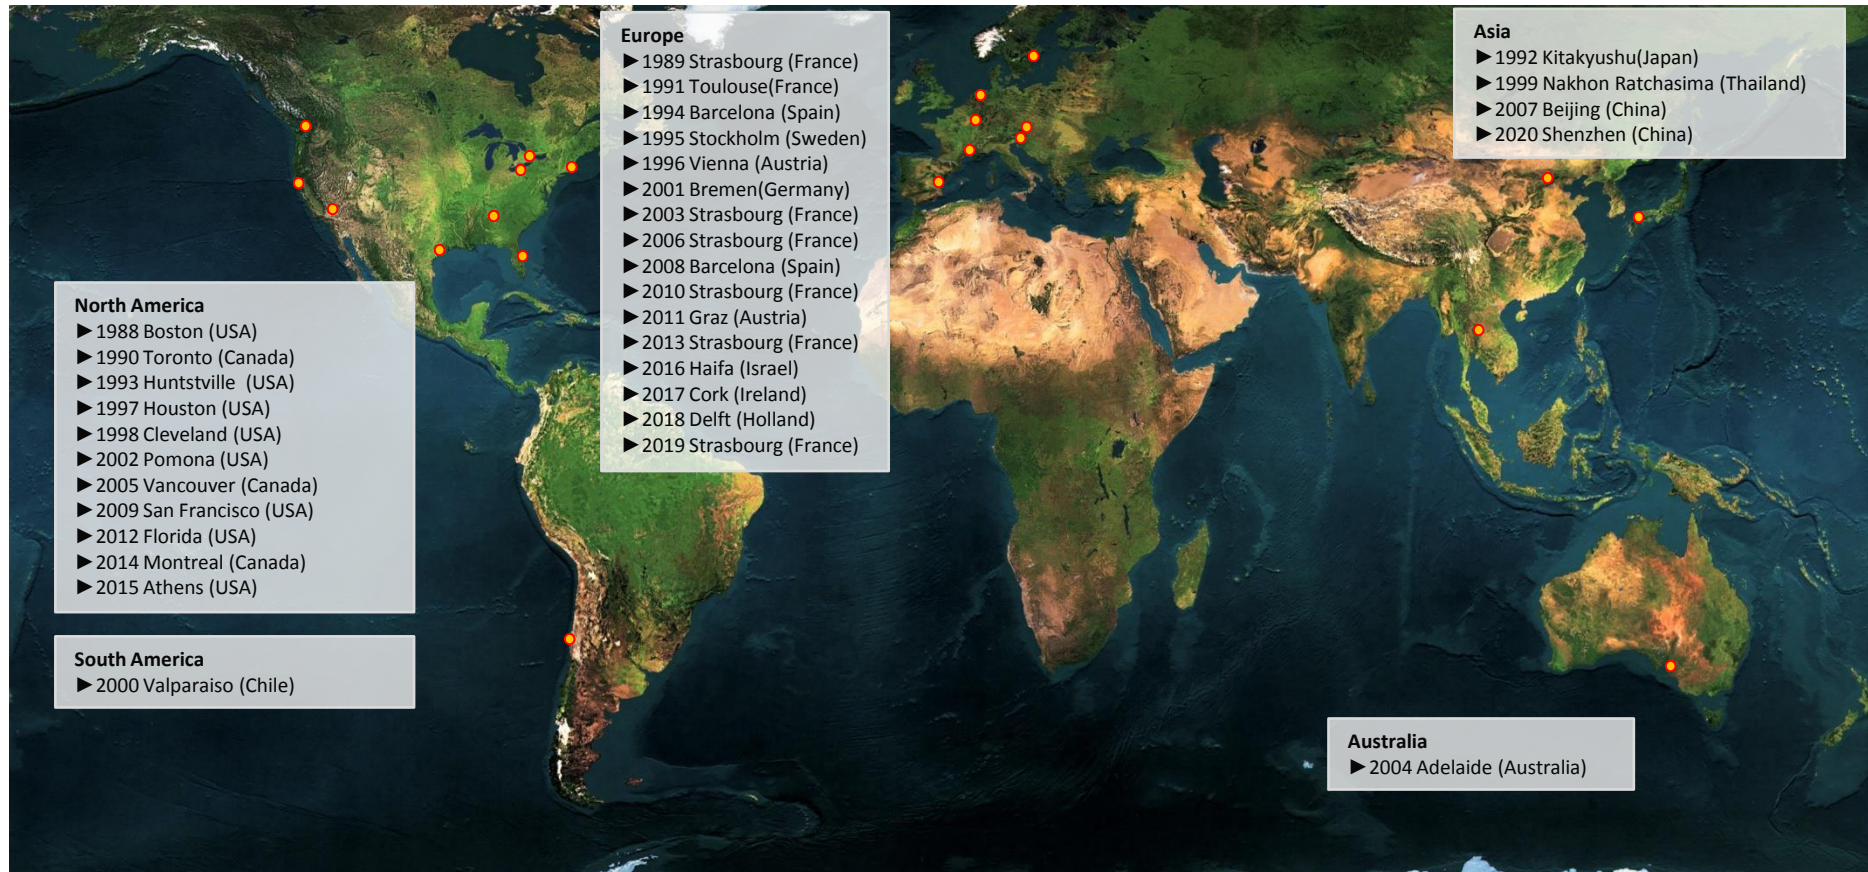 Europe
►1989 Strasbourg (France)
►1991 Toulouse(France)
►1994 Barcelona (Spain)
►1995 Stockholm (Sweden)
►1996 Vienna (Austria)
►2001 Bremen(Germany)
►2003 Strasbourg (France)
►2006 Strasbourg (France)
►2008 Barcelona (Spain)
►2010 Strasbourg (France)
►2011 Graz (Austria)
►2013 Strasbourg (France)
►2016 Haifa (Israel)
►2017 Cork (Ireland)
►2018 Delft (Holland)
►2019 Strasbourg (France)
Asia
►1992 Kitakyushu(Japan)
►1999 Nakhon Ratchasima (Thailand)
►2007 Beijing (China)
►2020 Shenzhen (China)
North America
►1988 Boston (USA)
►1990 Toronto (Canada)
►1993 Huntstville  (USA)
►1997 Houston (USA)
►1998 Cleveland (USA)
►2002 Pomona (USA)
►2005 Vancouver (Canada)
►2009 San Francisco (USA)
►2012 Florida (USA)
►2014 Montreal (Canada)
►2015 Athens (USA)
South America
►2000 Valparaiso (Chile)
Australia
►2004 Adelaide (Australia)